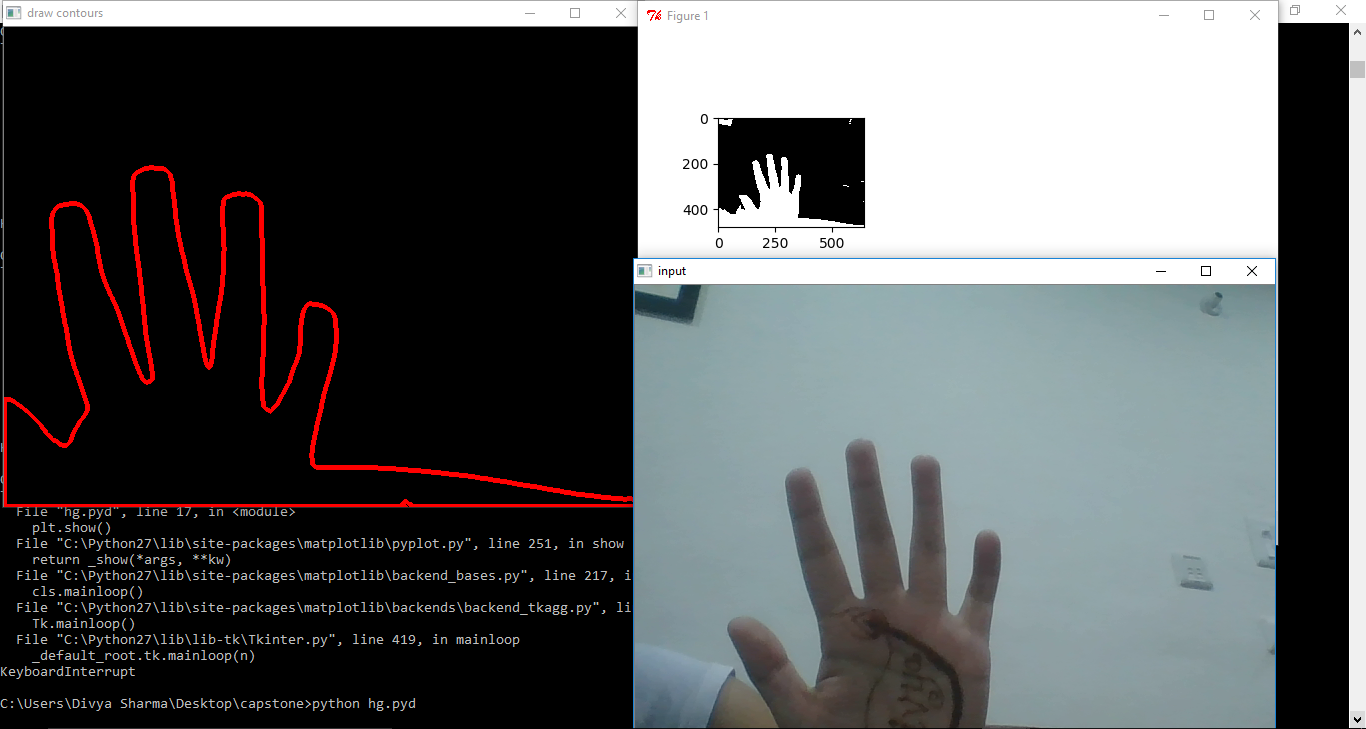 draw contours
Figure 1
0
200
400
0
250
500
input
File "hg.pyd", line 17, in <module>
plt.show()
File "C:\Python27\lib\site-packages\matplotlib\pyplot.py", line 251, in show
return _show(*args, **kw)
File "C:\Python27\lib\site-packages\matplotlib\backend_bases.py", line 217, i
cls.mainloop()
File "C:\Python27\lib\site-packages\matplotlib\backends\backend_tkagg.py", li
Tk.mainloop()
File "C:\Python27\lib\lib-tk\Tkinter.py", line 419, in mainloop
_default_root.tk.mainloop(n)
KeyboardInterrupt
C:\Users\Divya Sharma\Desktop\capstone>python hg.pyd